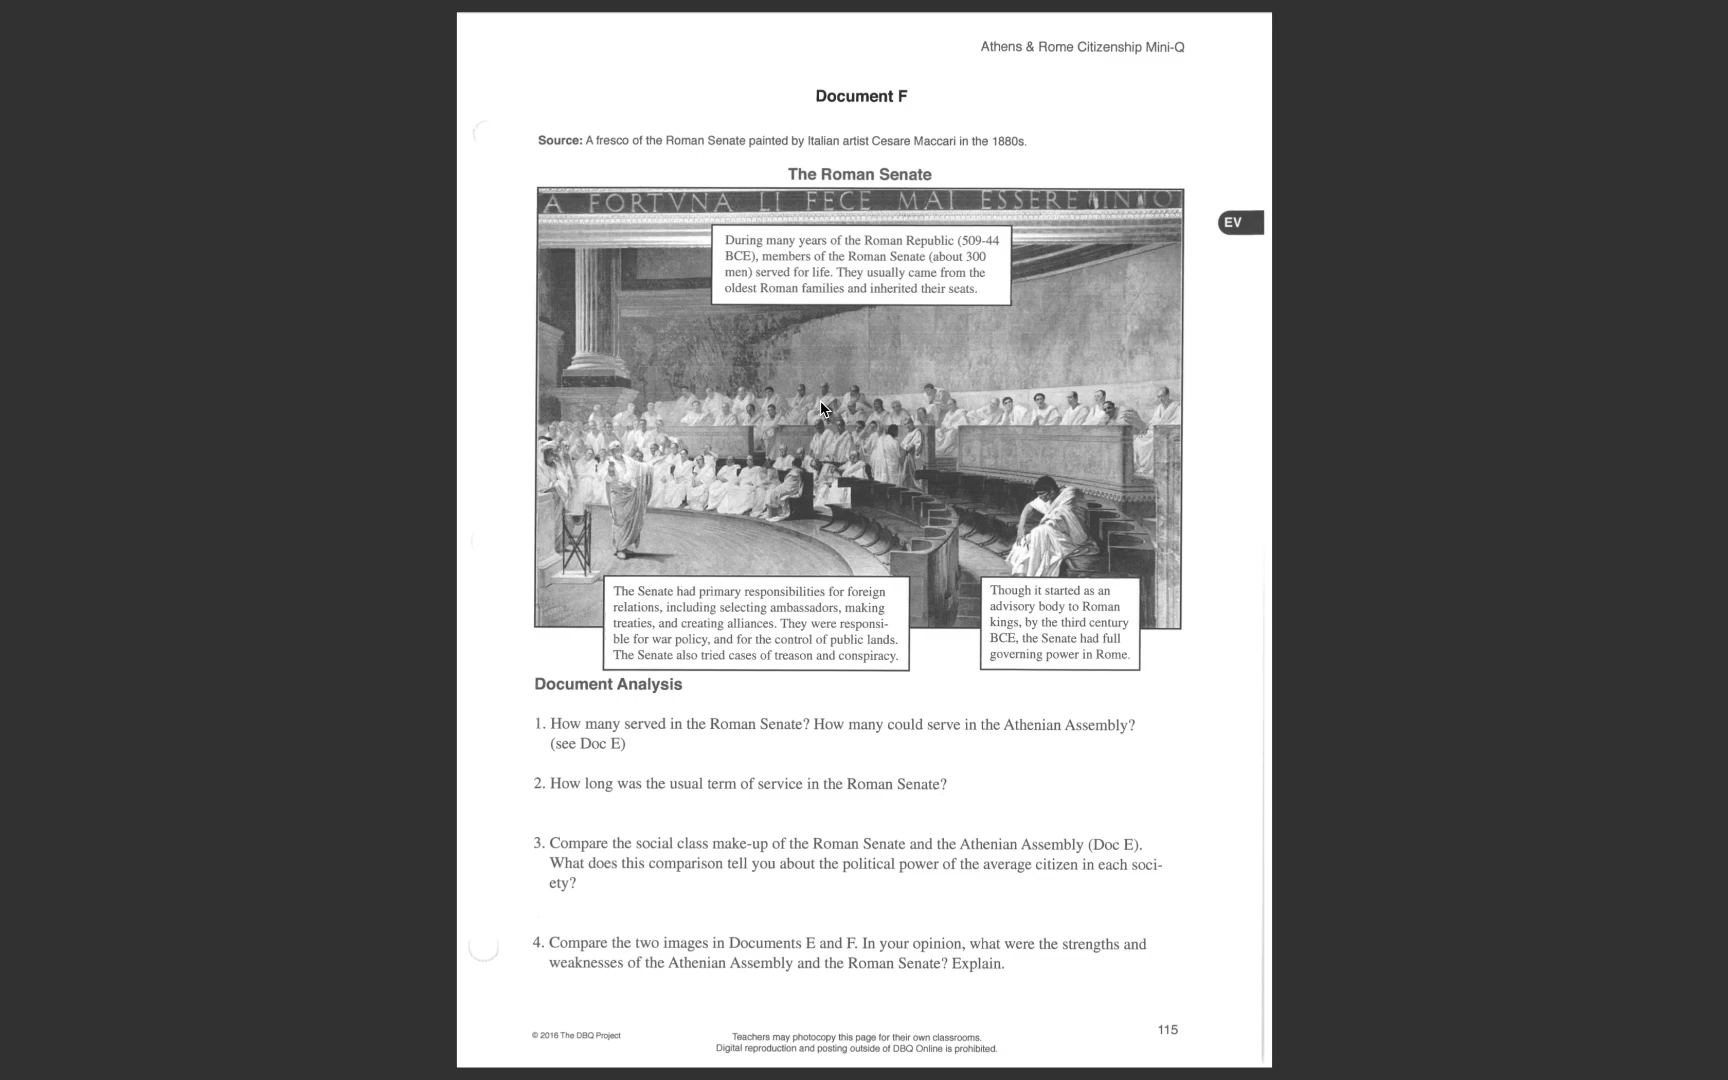 Athens & Rome Citizenship Mini-Q
Document F
Source: A fresco of the Roman Senate painted by Italian artist Cesare Maccari in the 1880s.
The Roman Senate
A FORTVNA LI FECE MAI ESSERE
EV
During many years of the Roman Republic (509-44
BCE), members of the Roman Senate (about 300
men) served for life. They usually came from the
oldest Roman families and inherited their seats.
The Senate had primary responsibilities for foreign
relations, including selecting ambassadors, making
treaties, and creating alliances. They were responsi-
ble for war policy, and for the control of public lands.
The Senate also tried cases of treason and conspiracy.
Though it started as an
advisory body to Roman
kings, by the third century
BCE, the Senate had full
governing power in Rome.
Document Analysis
1. How many served in the Roman Senate? How many could serve in the Athenian Assembly?
(see Doc E)
2. How long was the usual term of service in the Roman Senate?
3. Compare the social class make-up of the Roman Senate and the Athenian Assembly (Doc E).
What does this comparison tell you about the political power of the average citizen in each soci-
ety?
4. Compare the two images in Documents E and F. In your opinion, what were the strengths and
weaknesses of the Athenian Assembly and the Roman Senate? Explain.
© 2016 The DBQ Project
Teachers may photocopy this page for their own classrooms.
Digital reproduction and posting outside of DBQ Online is prohibited.
115